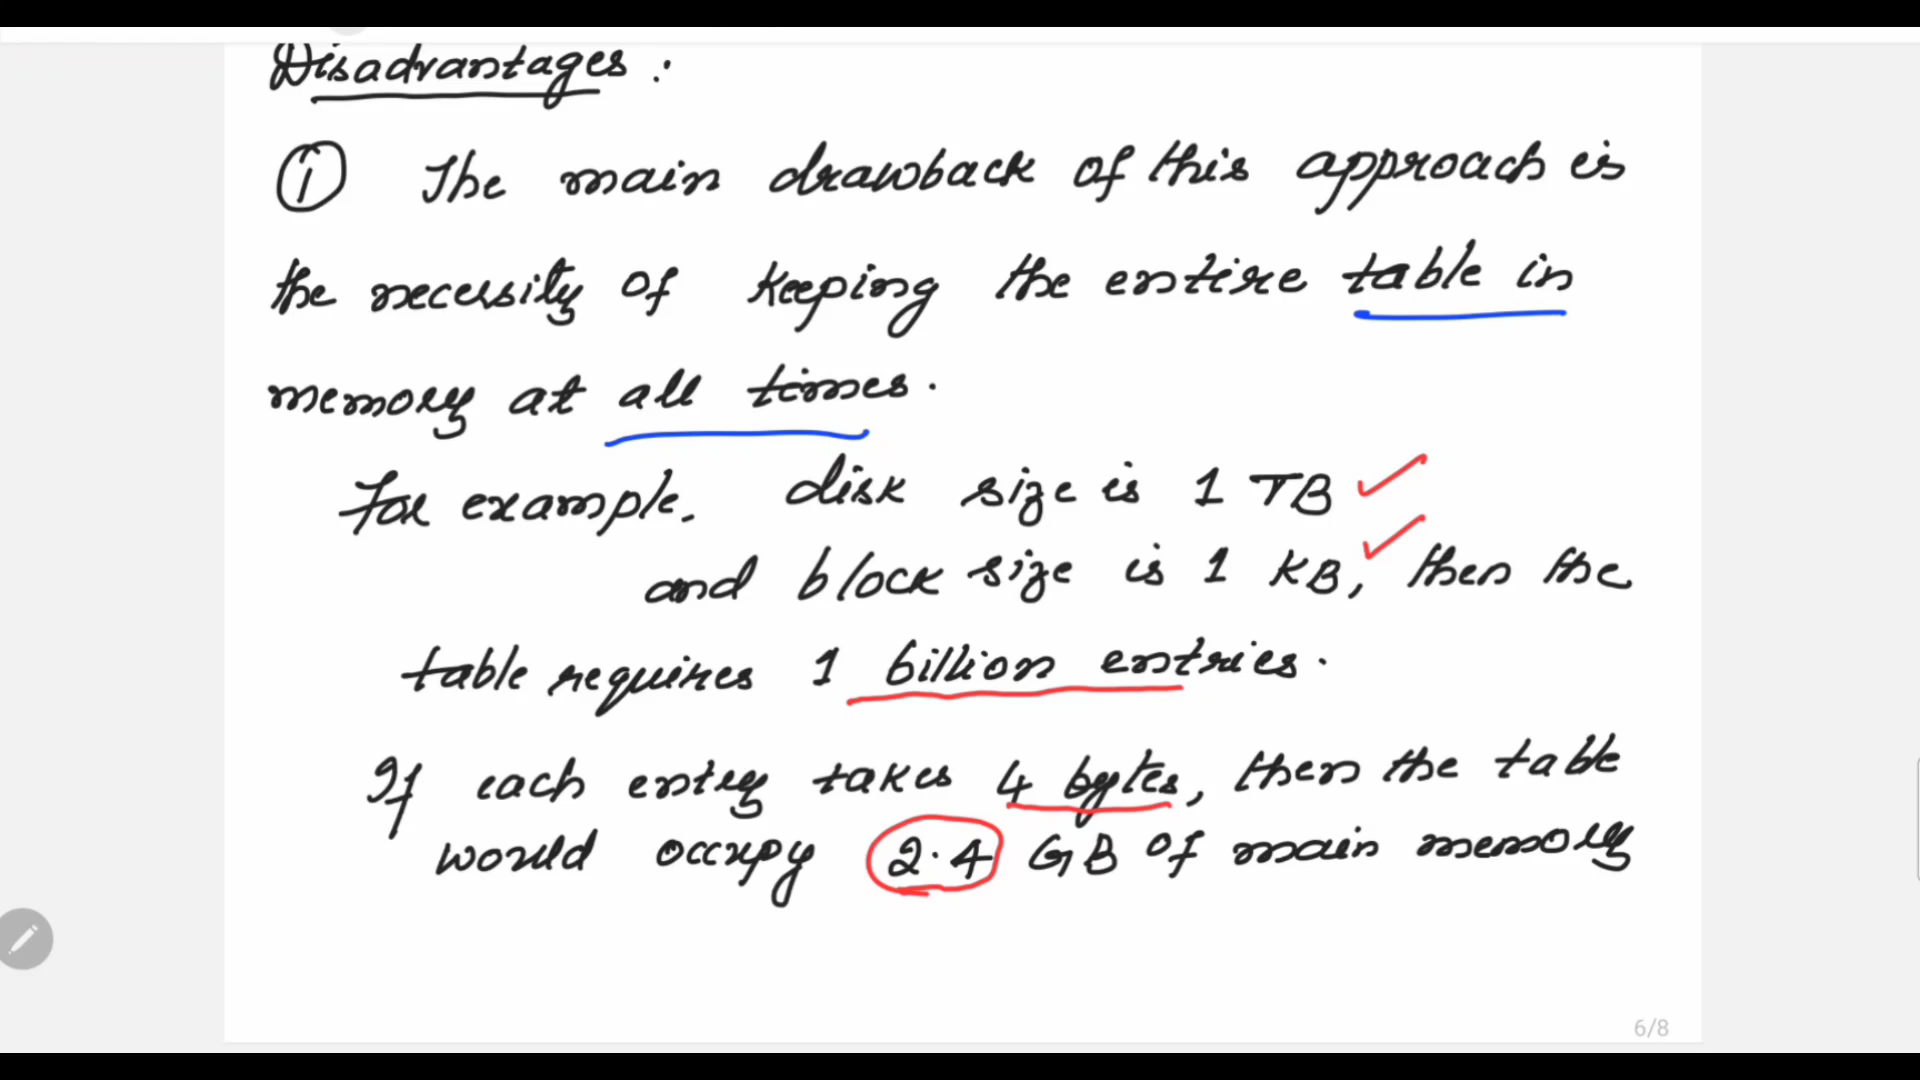 Disadvantages :
① The main drawback of this approach is
the necessity of keeping the entire table in
memory at all times.
For example. disk size is 1 TB
and block size is 1 KB, then the
table requires 1 billion entries.
If each entry takes 4 bytes, then the table
would occupy 2.4 GB of main memory
6/8